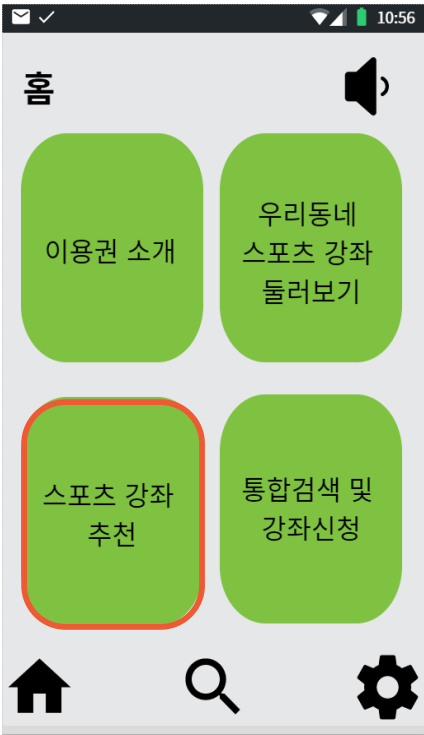 10:56
홈
이용권 소개
우리동네
스포츠 강좌
둘러보기
스포츠 강좌
추천
통합검색 및
강좌신청